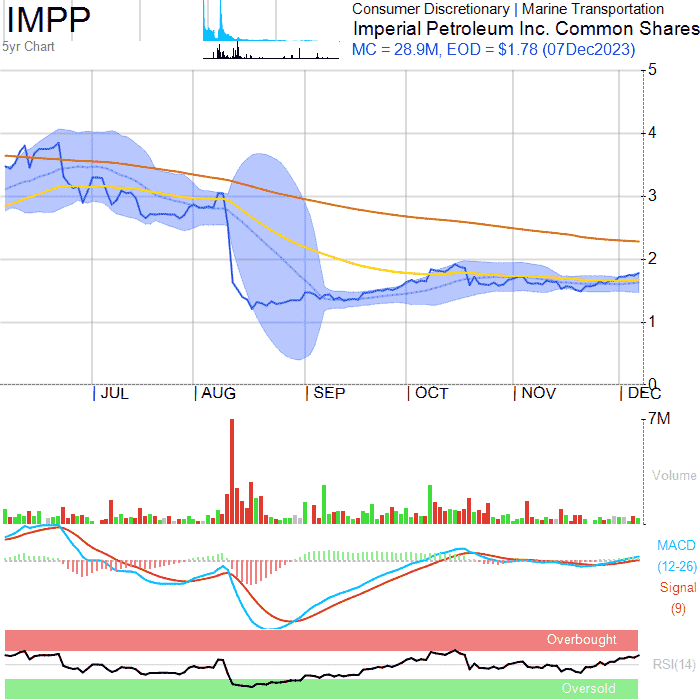 IMPP
5yr Chart
Consumer Discretionary | Marine Transportation
Imperial Petroleum Inc. Common Shares
MC = 28.9M, EOD = $1.78 (07Dec2023)
5
4
3
2
1
0
| JUL | AUG | SEP | OCT | NOV | DEC
7M
Volume
MACD
(12-26)
Signal
(9)
Overbought
RSI(14)
Oversold